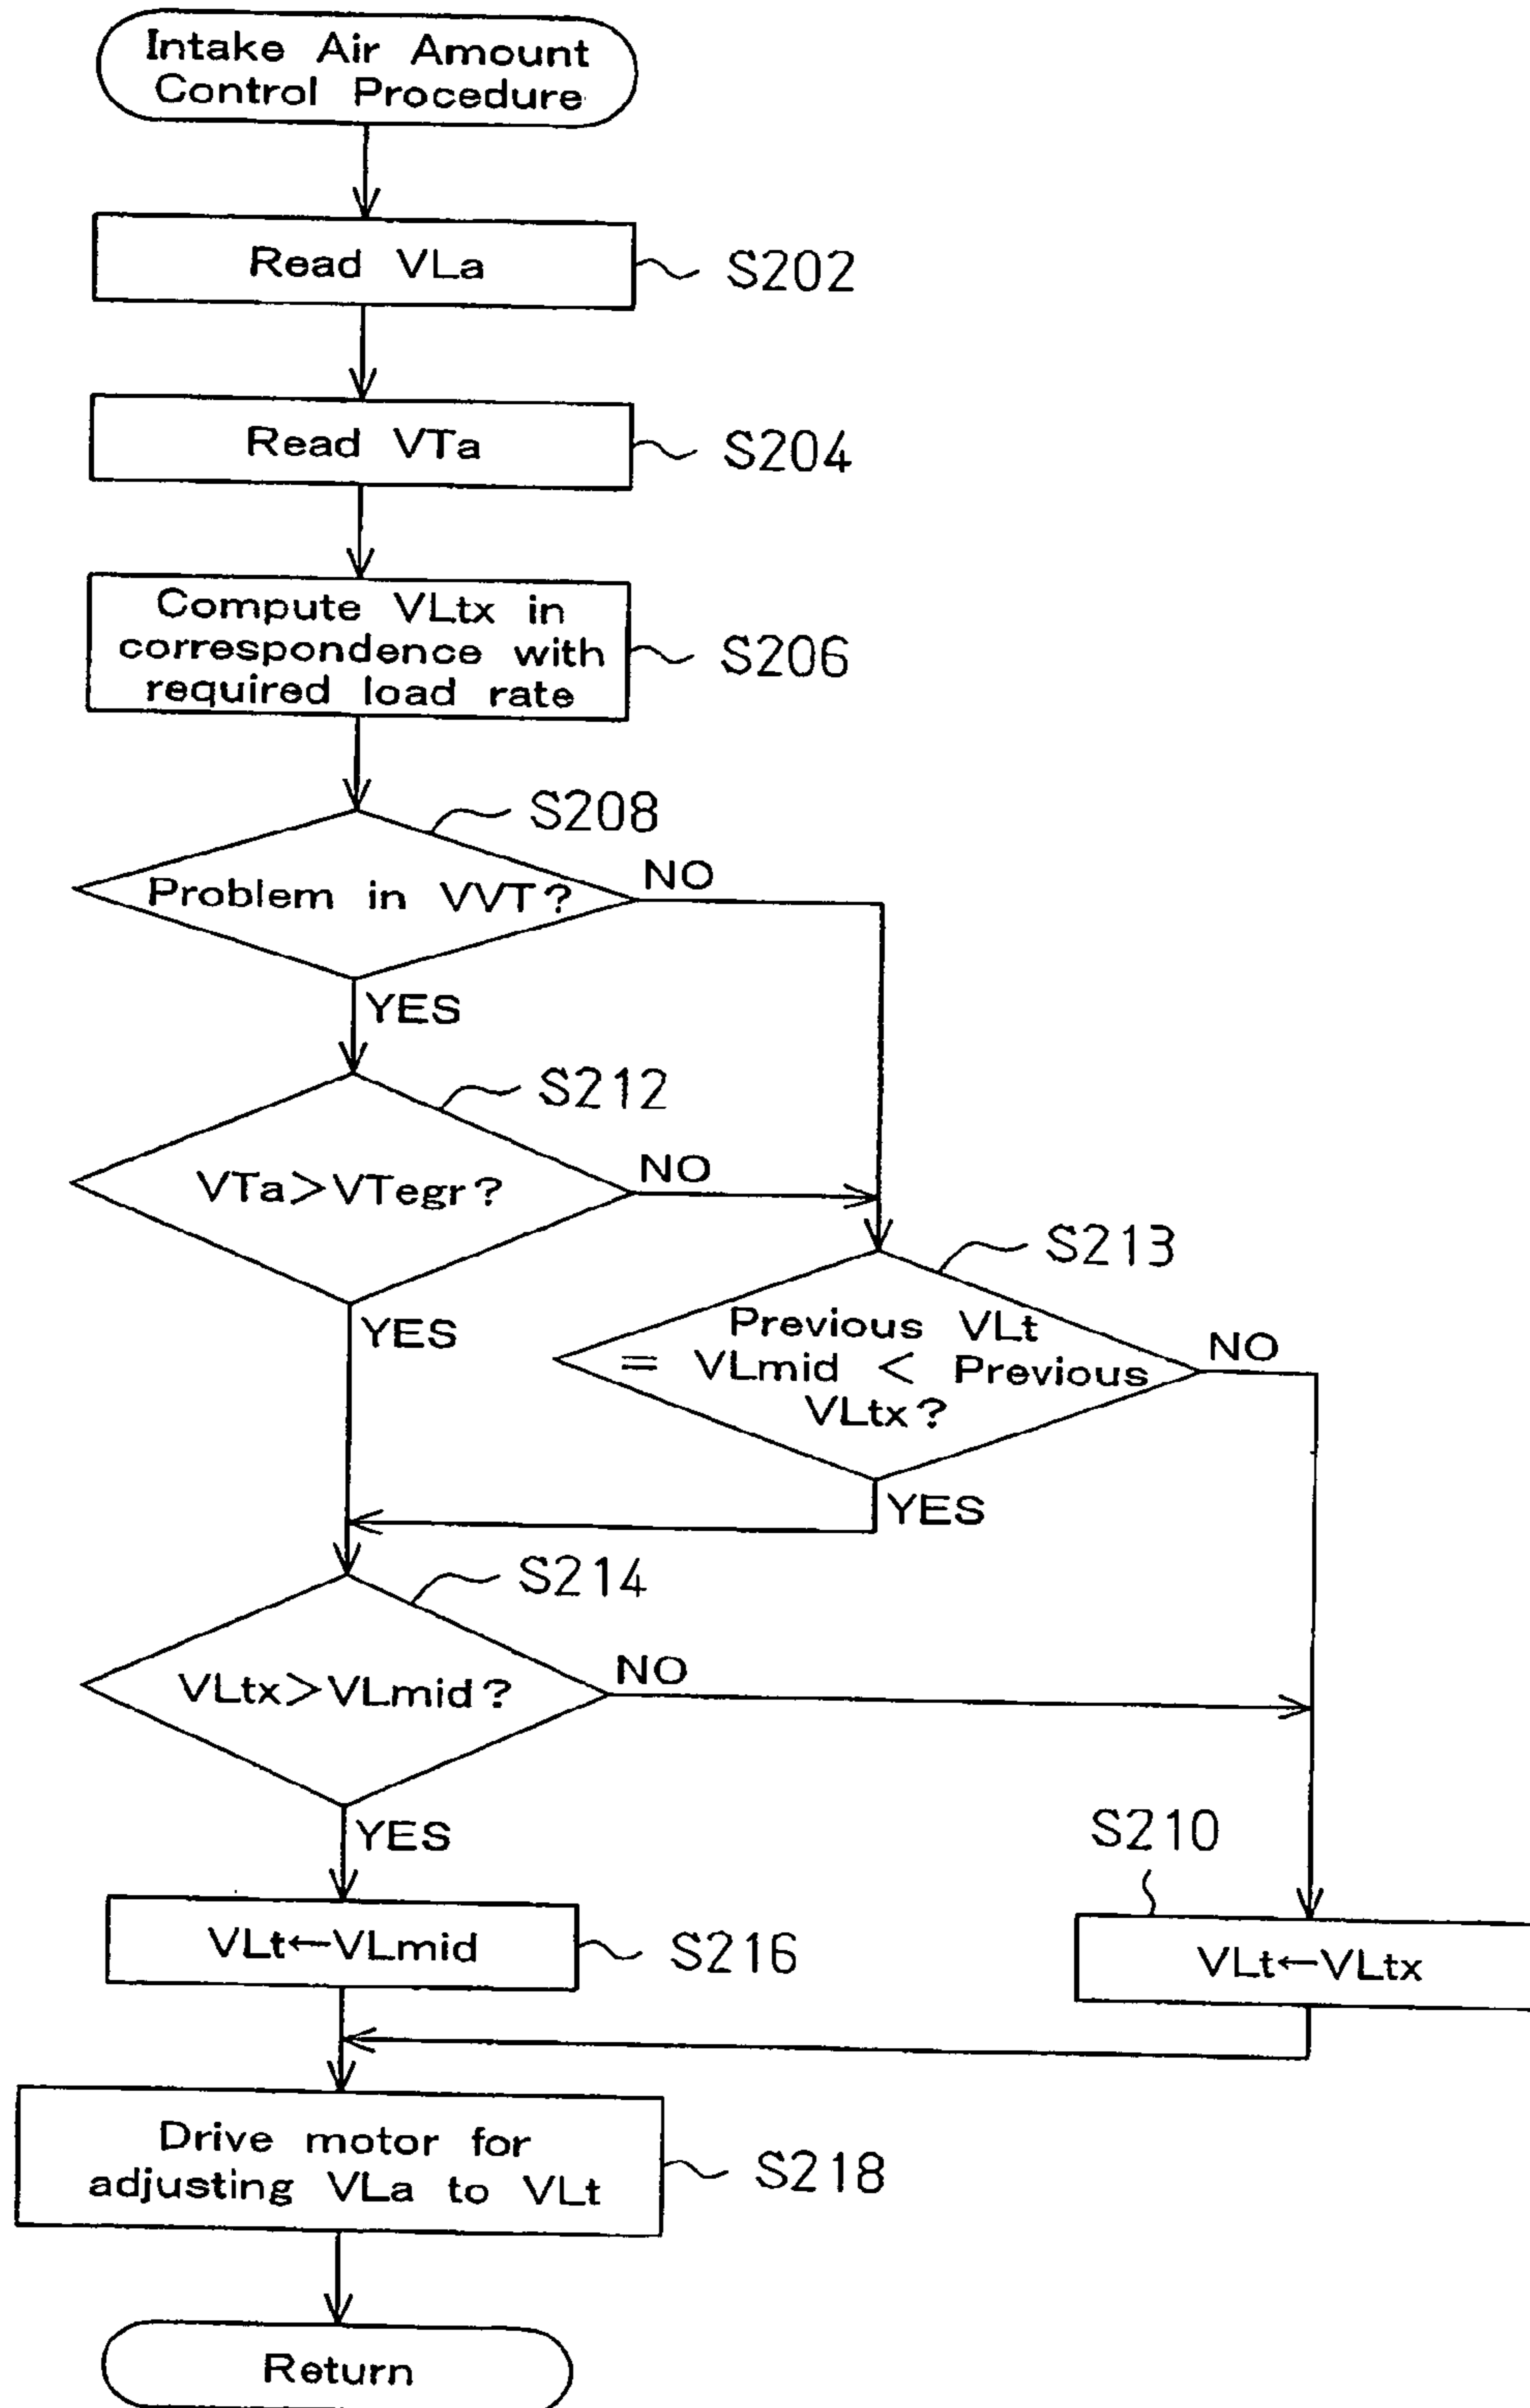 Intake Air Amount
Control Procedure
Read VLa
S202
Read VTa
S204
Compute VLtx in
correspondence with
required load rate
S206
S208
Problem in VVT?
NO
YES
S212
VTa>VTegr?
NO
YES
S213
Previous VLt
= VLmid < Previous
VLtx?
NO
YES
S214
VLtx>VLmid?
NO
YES
S210
VLt←VLmid
S216
VLt←VLtx
Drive motor for
adjusting VLa to VLt
S218
Return